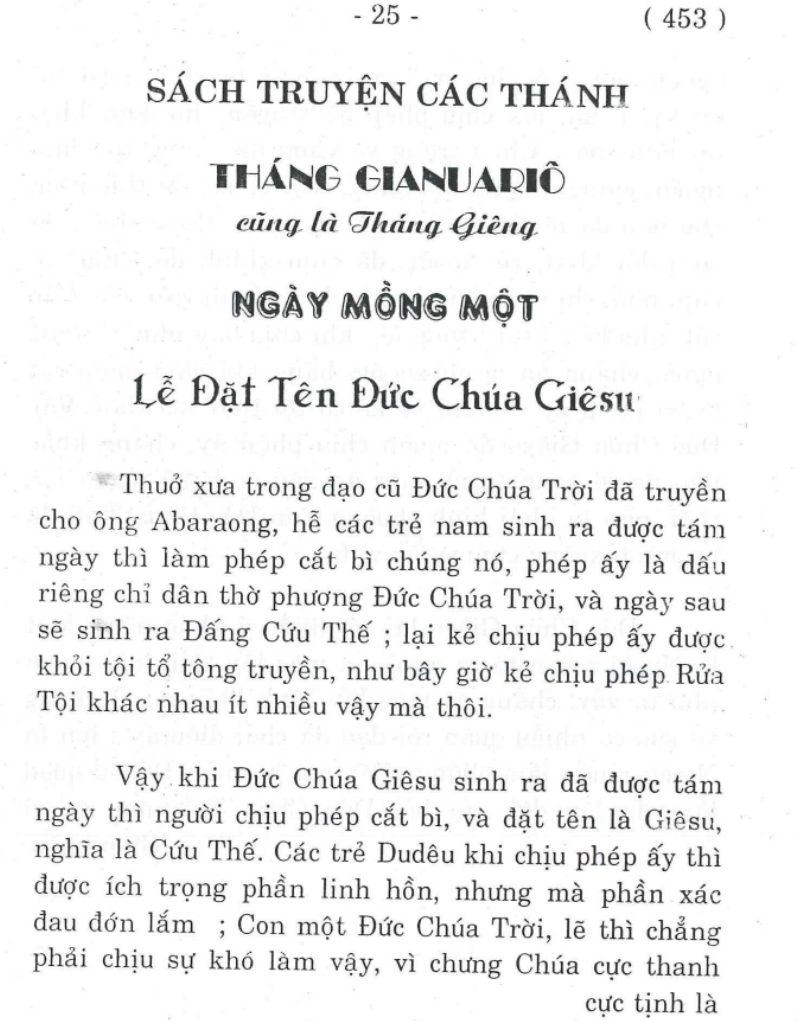 - 25 -
( 453 )
SÁCH TRUYỆN CÁC THÁNH
THÁNG GIANUARIÔ
cũng là Tháng Giêng
NGÀY MỒNG MỘT
Lễ Đặt Tên Đức Chúa Giêsu
Thuở xưa trong đạo cũ Đức Chúa Trời đã truyền
cho ông Abaraong, hễ các trẻ nam sinh ra được tám
ngày thì làm phép cắt bì chúng nó, phép ấy là dấu
riêng chỉ dân thờ phượng Đức Chúa Trời, và ngày sau
sẽ sinh ra Đấng Cứu Thế ; lại kẻ chịu phép ấy được
khỏi tội tổ tông truyền, như bây giờ kẻ chịu phép Rửa
Tội khác nhau ít nhiều vậy mà thôi.
Vậy khi Đức Chúa Giêsu sinh ra đã được tám
ngày thì người chịu phép cắt bì, và đặt tên là Giêsu,
nghĩa là Cứu Thế. Các trẻ Dudêu khi chịu phép ấy thì
được ích trọng phần linh hồn, nhưng mà phần xác
đau đớn lắm ; Con một Đức Chúa Trời, lẽ thì chẳng
phải chịu sự khó làm vậy, vì chưng Chúa cực thanh
cực tịnh là